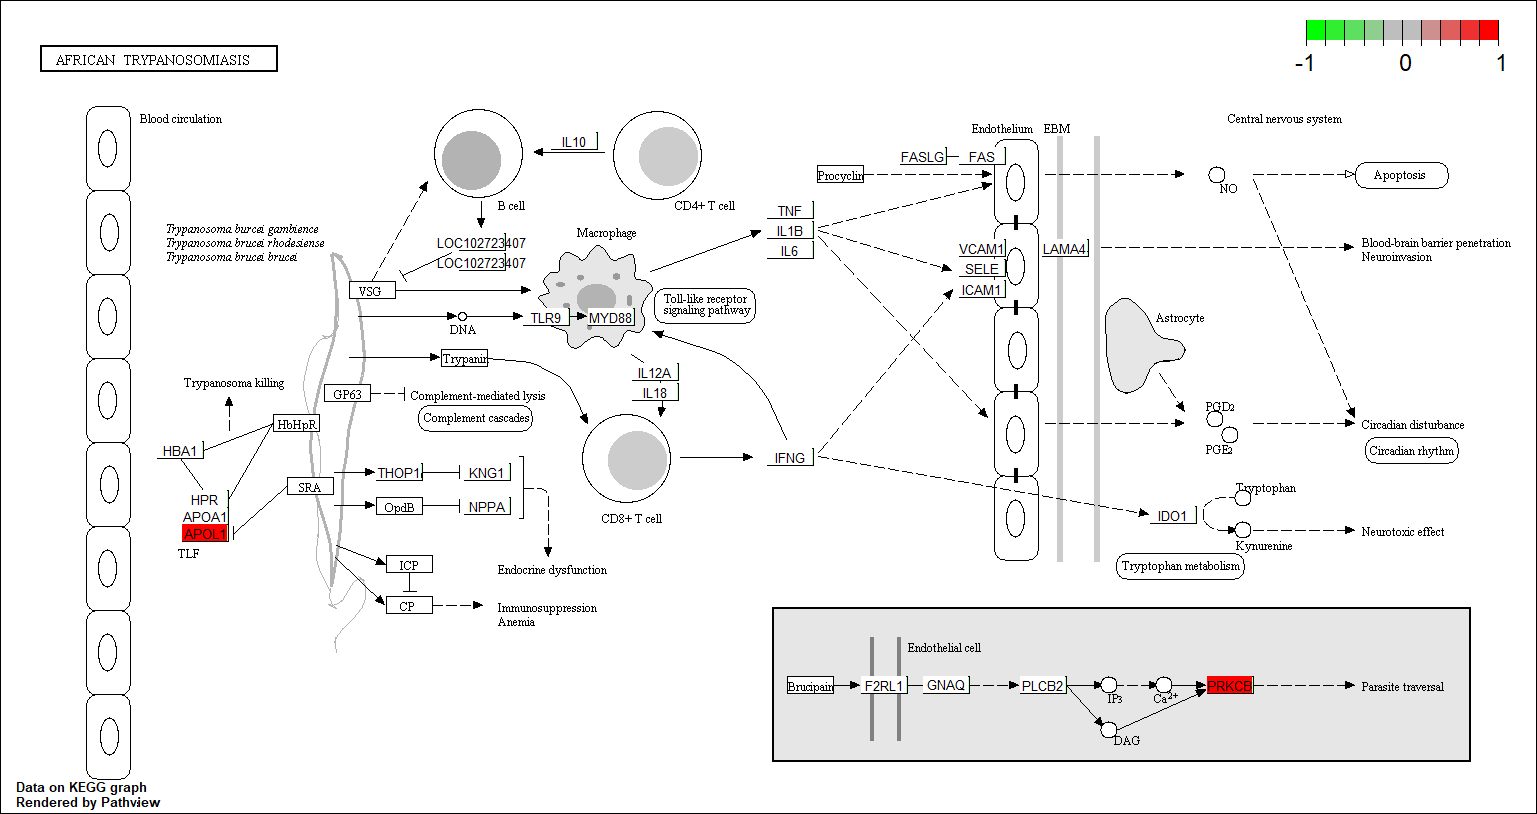 AFRICAN TRYPANOSOMIASIS
-1
0
1
Blood circulation
IL10
B cell
CD4+ T cell
Endothelium
EBM
Central nervous system
FASLG
FAS
Procyclin
NO
Apoptosis
Trypanosoma burcei gambience
Trypanosoma brucei rhodesiense
Trypanosoma brucei brucei
LOC102723407
LOC102723407
Macrophage
TNF
IL1B
IL6
VCAM1
SELE
ICAM1
LAMA4
Blood-brain barrier penetration
Neuroinvasion
VSG
DNA
TLR9
MYD88
Toll-like receptor
signaling pathway
Astrocyte
Trypanin
IL12A
IL18
Trypanosoma killing
GP63
Complement-mediated lysis
Complement cascades
HbHpR
HBA1
PGD2
PGE2
Circadian disturbance
Circadian rhythm
IFNG
THOP1
KNG1
SRA
HPR
APOA1
APOL1
TLF
OpdB
NPPA
CD8+ T cell
Tryptophan
IDO1
Kynurenine
Neurotoxic effect
Tryptophan metabolism
ICP
Endocrine dysfunction
CP
Immunosuppression
Anemia
Endothelial cell
Brucipain
F2RL1
GNAQ
PLCB2
IP3
Ca2+
PRKCB
Parasite traversal
DAG
Data on KEGG graph
Rendered by Pathview